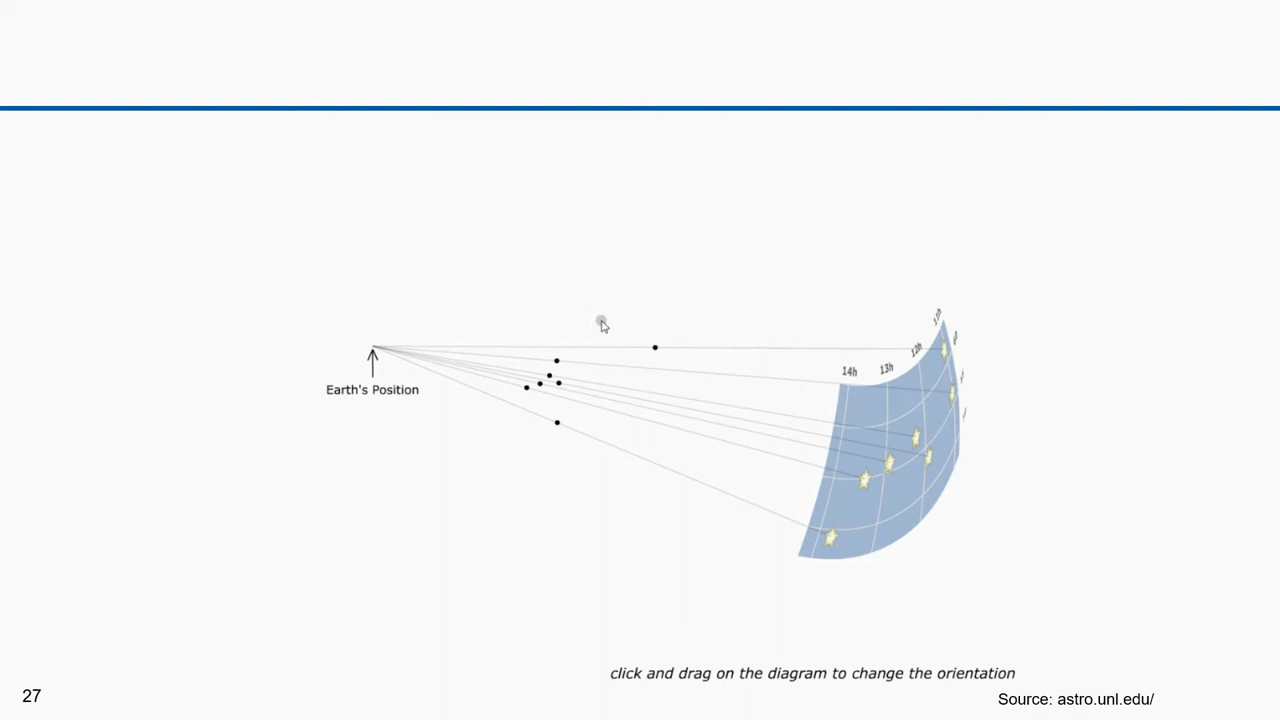 11h
12h
13h
14h
Earth's Position
click and drag on the diagram to change the orientation
27
Source: astro.unl.edu/